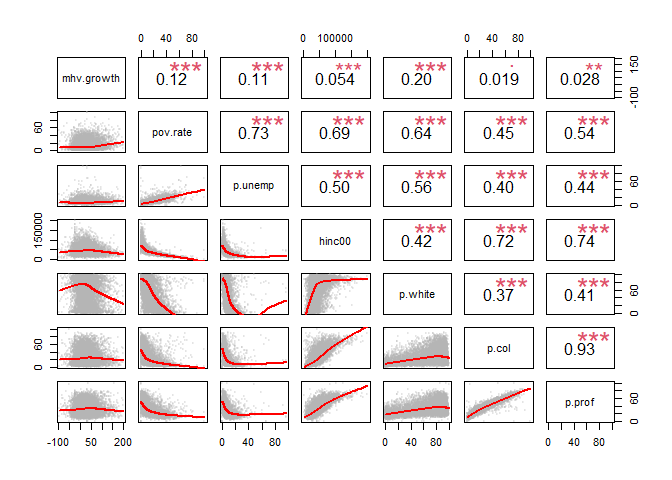 0 40 80 0 100000 0 40 80
mhv.growth *** 0.12 *** 0.11 *** 0.054 *** 0.20 . 0.019 ** 0.028 -100 50 150
0 60 pov.rate *** 0.73 *** 0.69 *** 0.64 *** 0.45 *** 0.54
p.unemp *** 0.50 *** 0.56 *** 0.40 *** 0.44 0 60
0 150000 hinc00 *** 0.42 *** 0.72 *** 0.74
p.white *** 0.37 *** 0.41 0 60
0 60 p.col *** 0.93
p.prof 0 60
-100 50 200 0 40 80 0 40 80 0 40 80